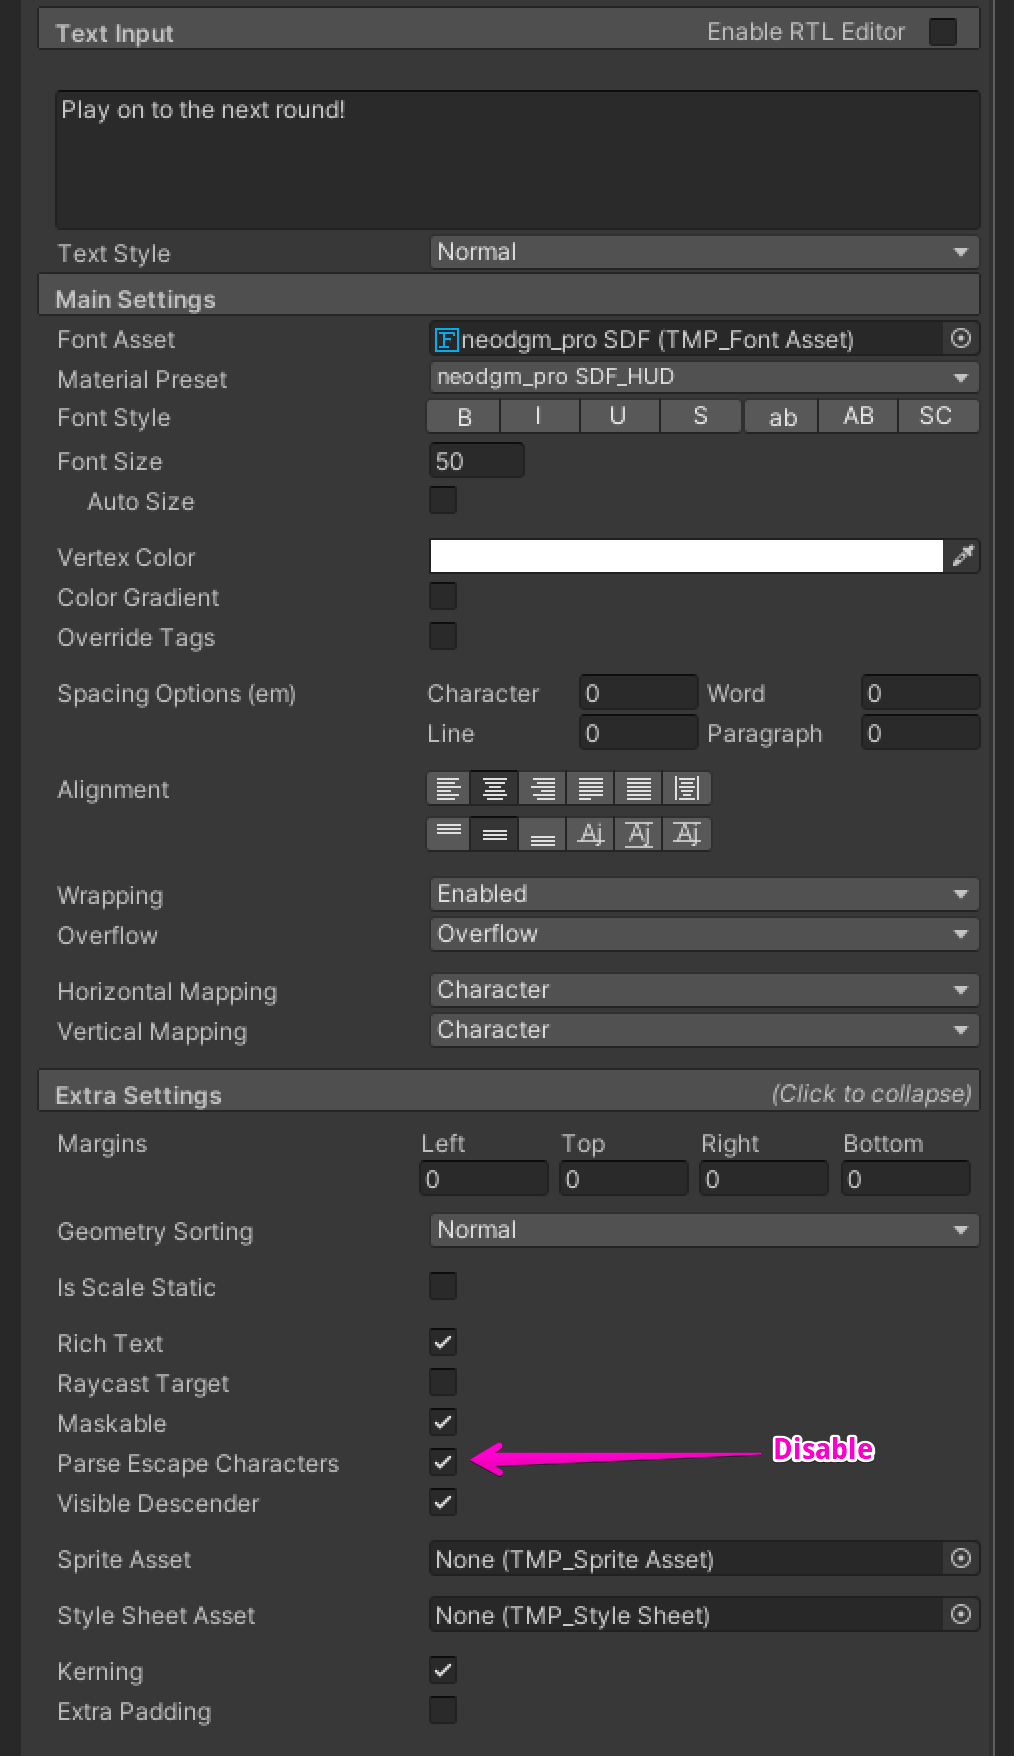 Text Input Enable RTL Editor
Play on to the next round!
Text Style Normal
Main Settings
Font Asset F neodgm_pro SDF (TMP_Font Asset)
Material Preset neodgm_pro SDF_HUD
Font Style B I U S ab AB SC
Font Size 50
Auto Size
Vertex Color
Color Gradient
Override Tags
Spacing Options (em) Character 0 Word 0
Line 0 Paragraph 0
Alignment
Aj Aj Aj
Wrapping Enabled
Overflow Overflow
Horizontal Mapping Character
Vertical Mapping Character
Extra Settings (Click to collapse)
Margins Left Top Right Bottom
0 0 0 0
Geometry Sorting Normal
Is Scale Static
Rich Text
Raycast Target
Maskable
Parse Escape Characters Disable
Visible Descender
Sprite Asset None (TMP_Sprite Asset)
Style Sheet Asset None (TMP_Style Sheet)
Kerning
Extra Padding